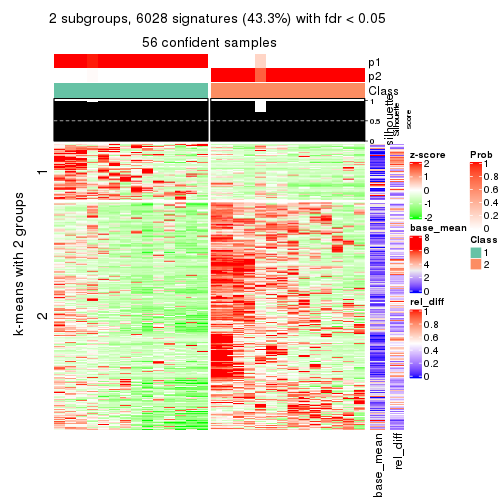 2 subgroups, 6028 signatures (43.3%) with fdr < 0.05
56 confident samples
p1
p2
Class
1
0.5
0
silhouette
Silhouette
score
k-means with 2 groups
1
2
z-score
2
1
0
-1
-2
base_mean
8
6
4
2
0
rel_diff
1
0.8
0.6
0.4
0.2
0
Prob
1
0.8
0.6
0.4
0.2
0
Class
1
2
base_mean
rel_diff